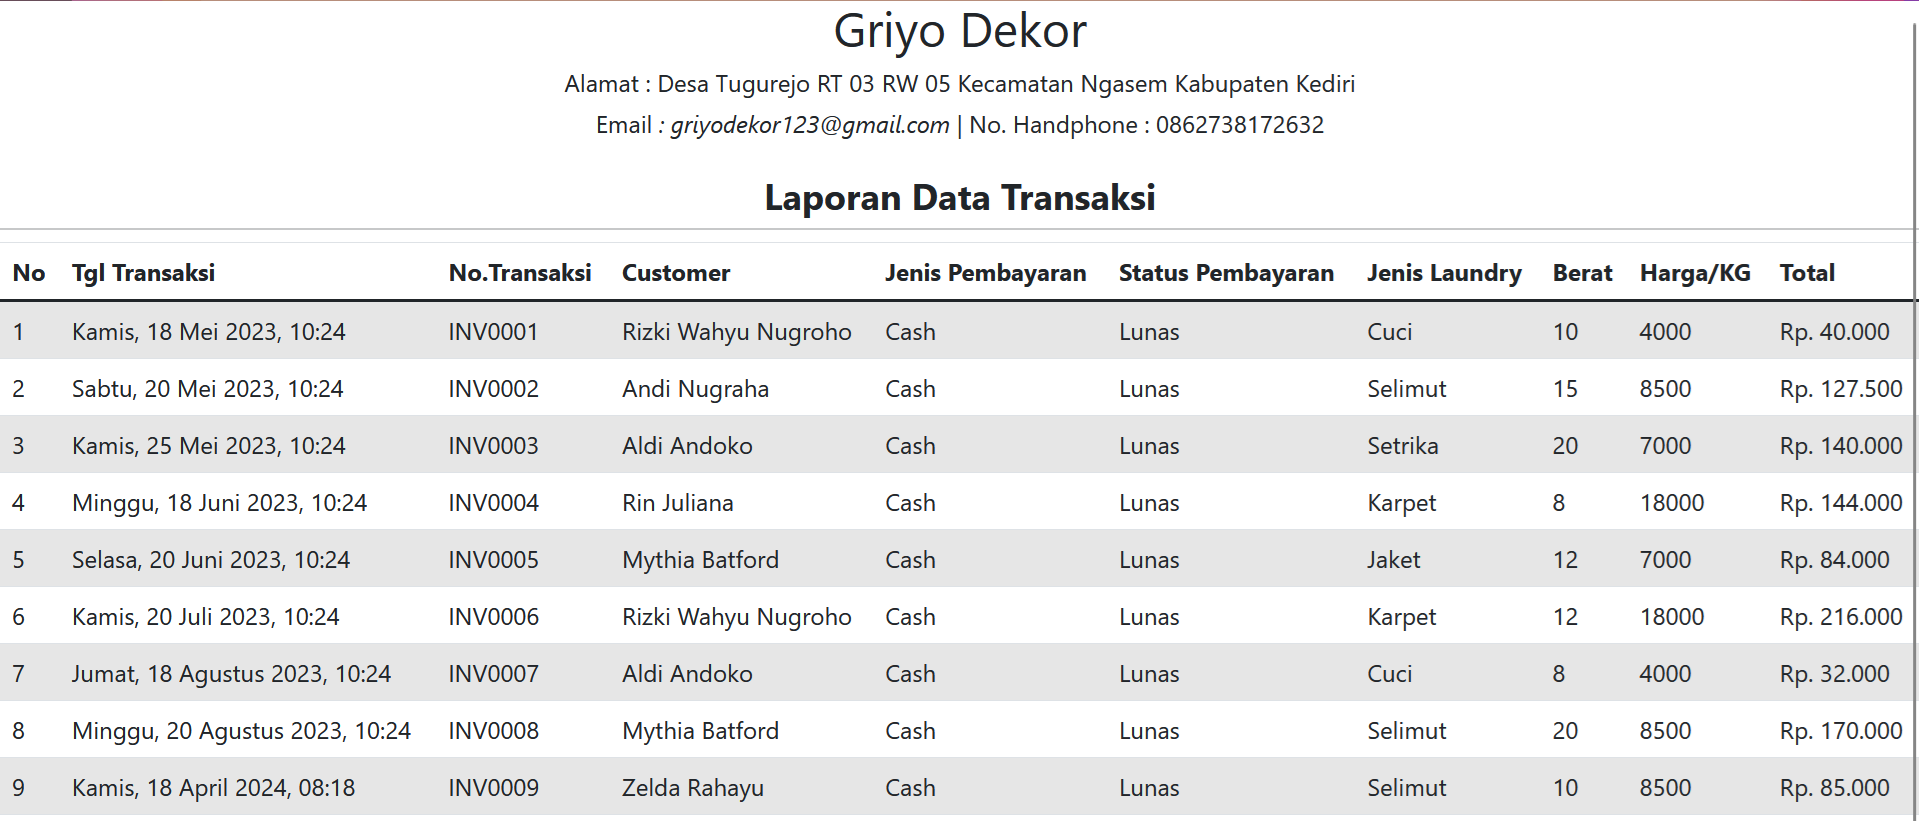 Griyo Dekor
Alamat : Desa Tugurejo RT 03 RW 05 Kecamatan Ngasem Kabupaten Kediri
Email : griyodekor123@gmail.com | No. Handphone : 0862738172632
Laporan Data Transaksi
No Tgl Transaksi No.Transaksi Customer Jenis Pembayaran Status Pembayaran Jenis Laundry Berat Harga/KG Total
1 Kamis, 18 Mei 2023, 10:24 INV0001 Rizki Wahyu Nugroho Cash Lunas Cuci 10 4000 Rp. 40.000
2 Sabtu, 20 Mei 2023, 10:24 INV0002 Andi Nugraha Cash Lunas Selimut 15 8500 Rp. 127.500
3 Kamis, 25 Mei 2023, 10:24 INV0003 Aldi Andoko Cash Lunas Setrika 20 7000 Rp. 140.000
4 Minggu, 18 Juni 2023, 10:24 INV0004 Rin Juliana Cash Lunas Karpet 8 18000 Rp. 144.000
5 Selasa, 20 Juni 2023, 10:24 INV0005 Mythia Batford Cash Lunas Jaket 12 7000 Rp. 84.000
6 Kamis, 20 Juli 2023, 10:24 INV0006 Rizki Wahyu Nugroho Cash Lunas Karpet 12 18000 Rp. 216.000
7 Jumat, 18 Agustus 2023, 10:24 INV0007 Aldi Andoko Cash Lunas Cuci 8 4000 Rp. 32.000
8 Minggu, 20 Agustus 2023, 10:24 INV0008 Mythia Batford Cash Lunas Selimut 20 8500 Rp. 170.000
9 Kamis, 18 April 2024, 08:18 INV0009 Zelda Rahayu Cash Lunas Selimut 10 8500 Rp. 85.000